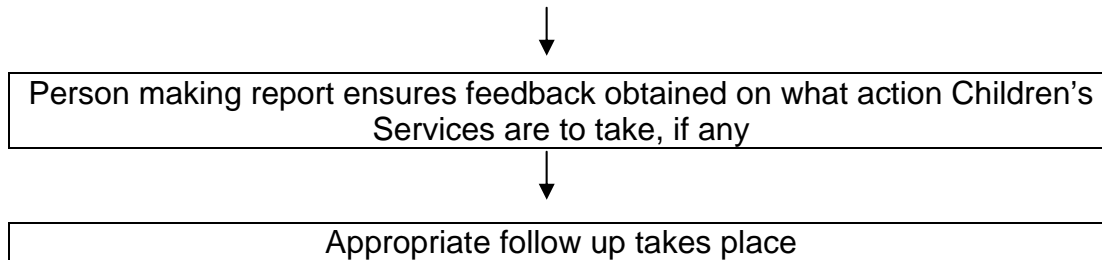 Person making report ensures feedback obtained on what action Children's
Services are to take, if any
Appropriate follow up takes place